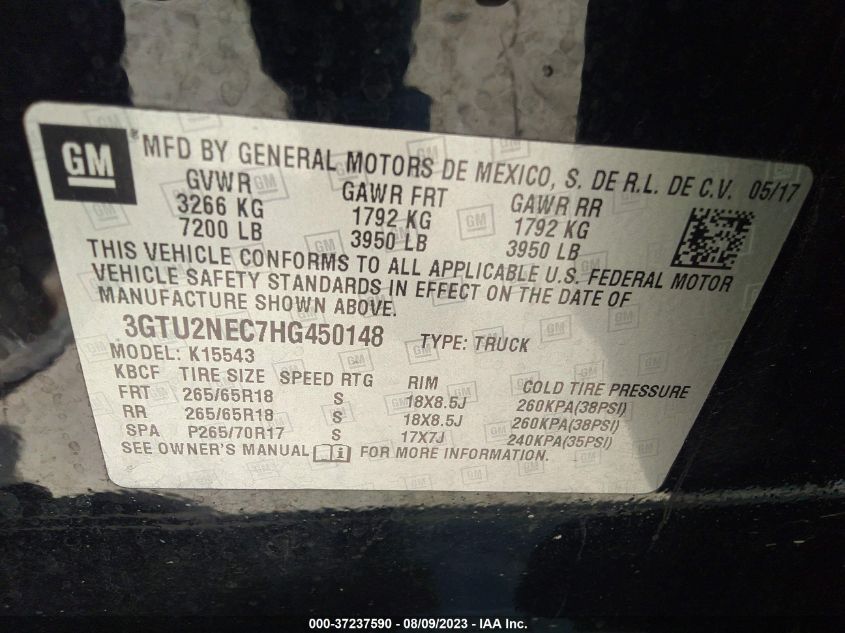 GM ® MFD BY GENERAL MOTORS DE MEXICO, S. DE R.L. DE C.V. 05/17
GVWR GAWR FRT GAWR RR
3266 KG 1792 KG 1792 KG
7200 LB 3950 LB 3950 LB
THIS VEHICLE CONFORMS TO ALL APPLICABLE U.S. FEDERAL MOTOR
VEHICLE SAFETY STANDARDS IN EFFECT ON THE DATE OF
MANUFACTURE SHOWN ABOVE.
3GTU2NEC7HG450148 TYPE: TRUCK
MODEL: K15543
KBCF TIRE SIZE SPEED RTG RIM COLD TIRE PRESSURE
FRT 265/65R18 S 18X8.5J 260KPA(38PSI)
RR 265/65R18 S 18X8.5J 260KPA(38PSI)
SPA P265/70R17 S 17X7J 240KPA(35PSI)
SEE OWNER'S MANUAL i FOR MORE INFORMATION.
000-37237590 - 08/09/2023 - IAA Inc.